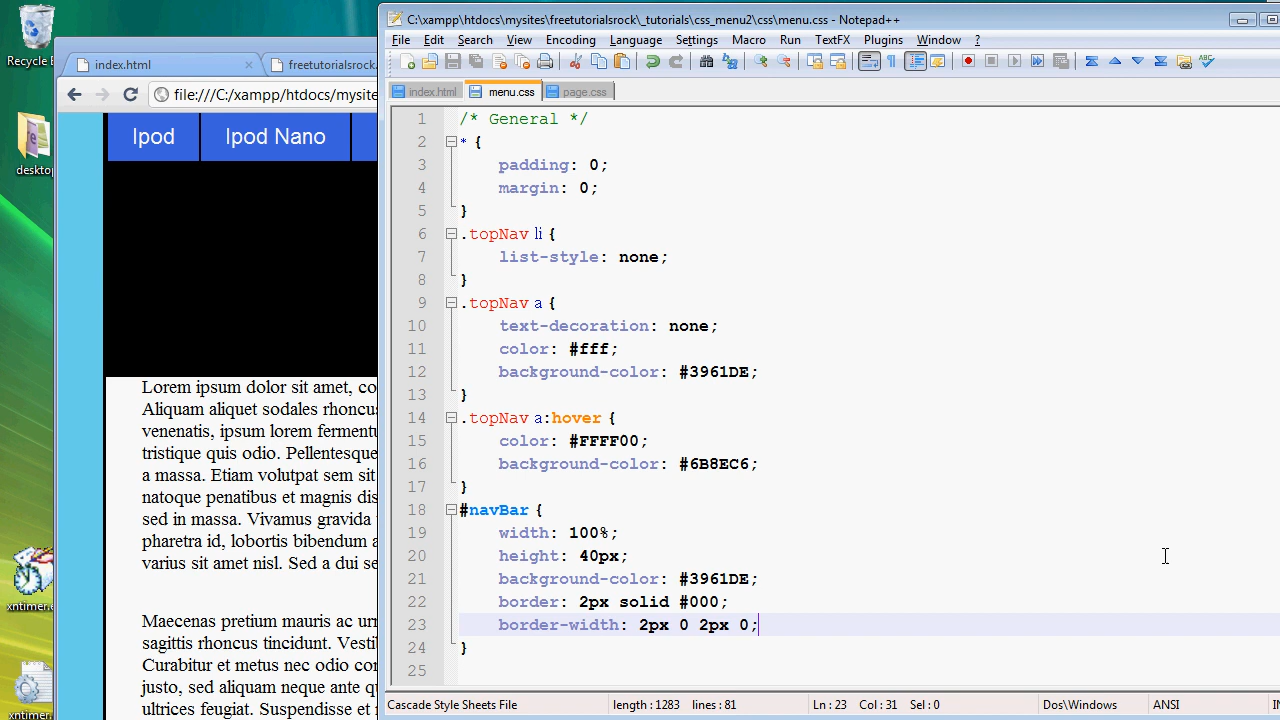 C:\xampp\htdocs\mysites\freetutorialsrock\_tutorials\css_menu2\css\menu.css - Notepad++
File Edit Search View Encoding Language Settings Macro Run TextFX Plugins Window ?
index.html menu.css page.css
1 /* General */
2 * {
3 padding: 0;
4 margin: 0;
5 }
6 .topNav li {
7 list-style: none;
8 }
9 .topNav a {
10 text-decoration: none;
11 color: #fff;
12 background-color: #3961DE;
13 }
14 .topNav a:hover {
15 color: #FFFF00;
16 background-color: #6B8EC6;
17 }
18 #navBar {
19 width: 100%;
20 height: 40px;
21 background-color: #3961DE;
22 border: 2px solid #000;
23 border-width: 2px 0 2px 0;
24 }
25
Cascade Style Sheets File length : 1283 lines : 81 Ln : 23 Col : 31 Sel : 0 Dos\Windows ANSI
index.html freetutorialsrock.
file:///C:/xampp/htdocs/mysite
Ipod Ipod Nano
Lorem ipsum dolor sit amet, co
Aliquam aliquet sodales rhoncus
venenatis, ipsum lorem ferment
tristique quis odio. Pellentesque
a massa. Etiam volutpat sem sit
natoque penatibus et magnis dis
sed in massa. Vivamus gravida
pharetra id, lobortis bibendum a
varius sit amet nisl. Sed a dui se
Maecenas pretium mauris ac urn
sagittis rhoncus tincidunt. Vestib
Curabitur et metus nec odio con
justo, sed aliquam neque ante qu
ultrices feugiat. Suspendisse et
Recycle B
desktop
xntimer.e
xntimer